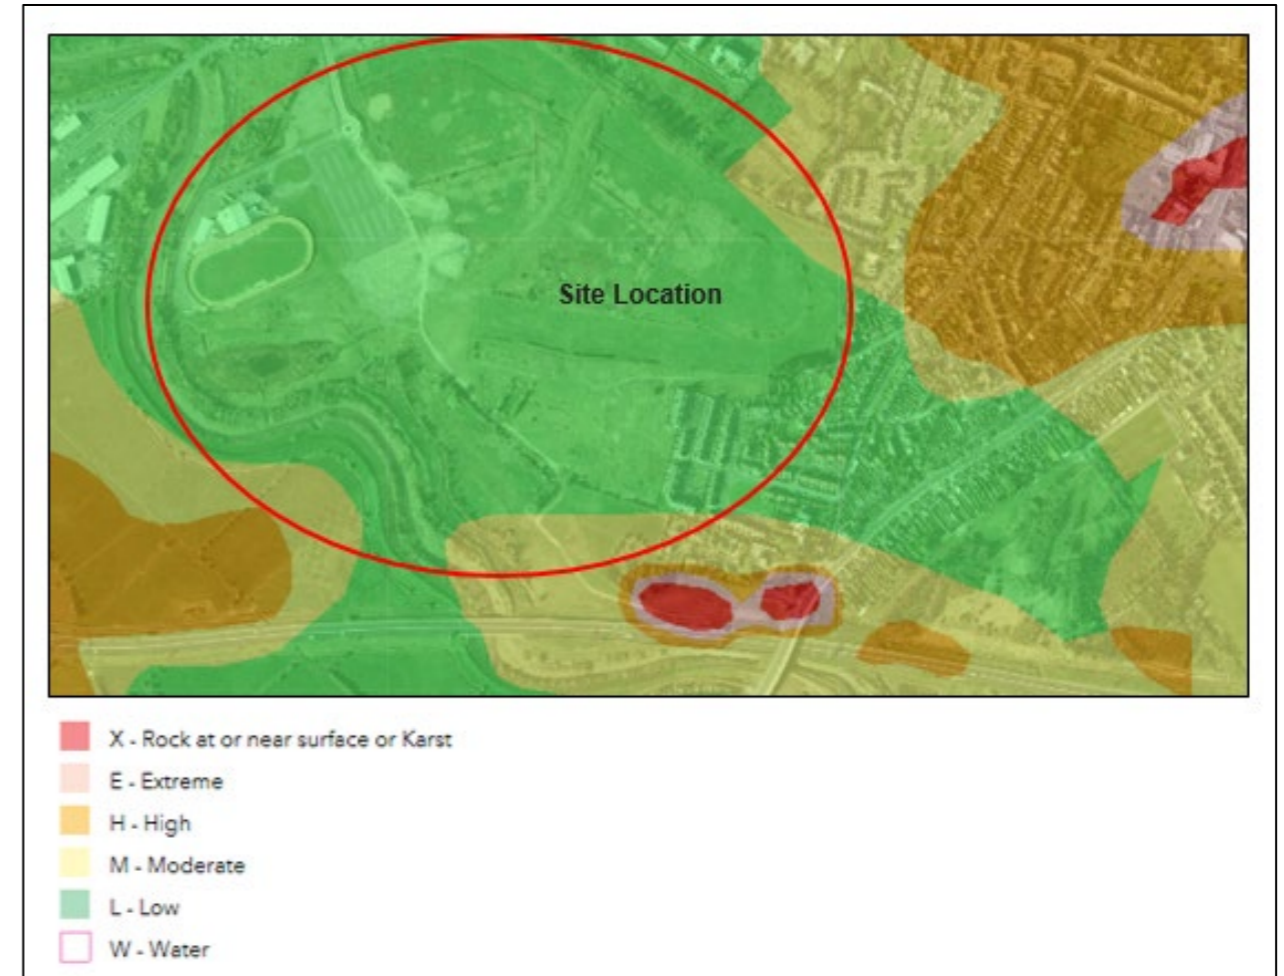 Site Location
X - Rock at or near surface or Karst
E - Extreme
H - High
M - Moderate
L - Low
W - Water